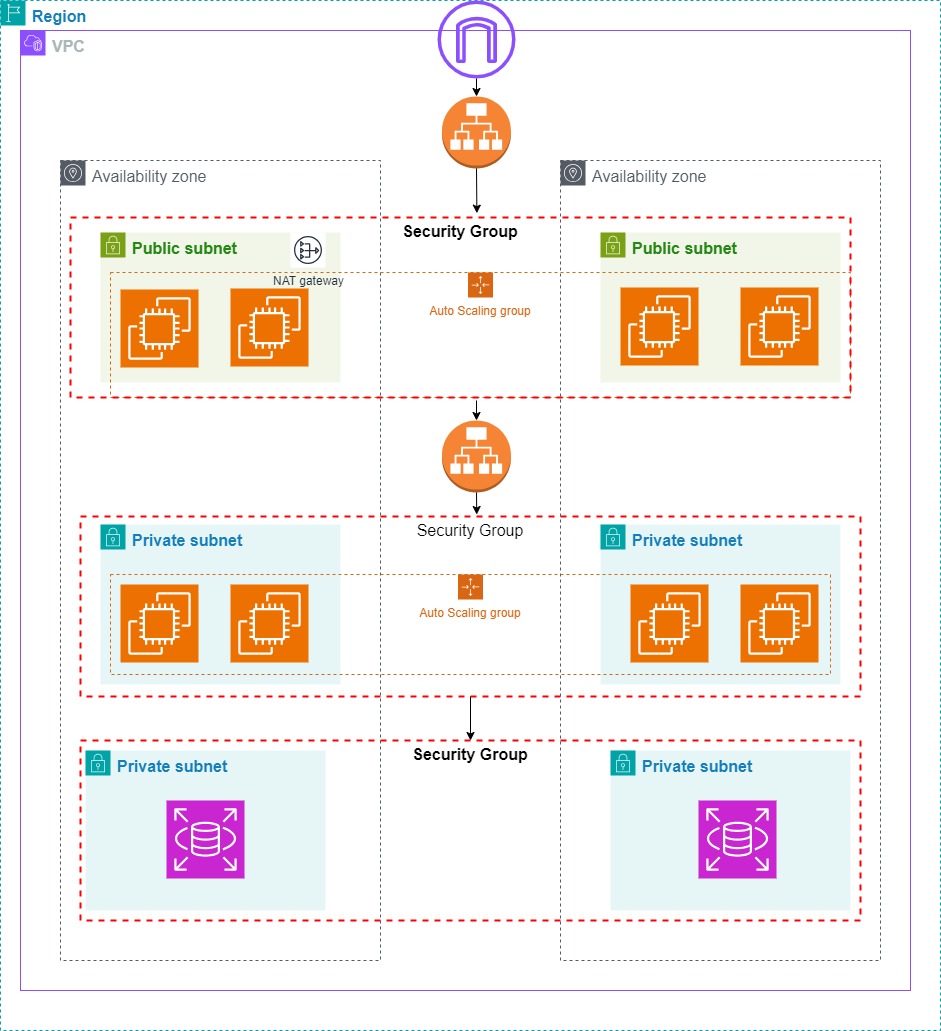 Region
VPC
Availability zone
Availability zone
Security Group
Public subnet
Public subnet
NAT gateway
Auto Scaling group
Security Group
Private subnet
Private subnet
Auto Scaling group
Security Group
Private subnet
Private subnet